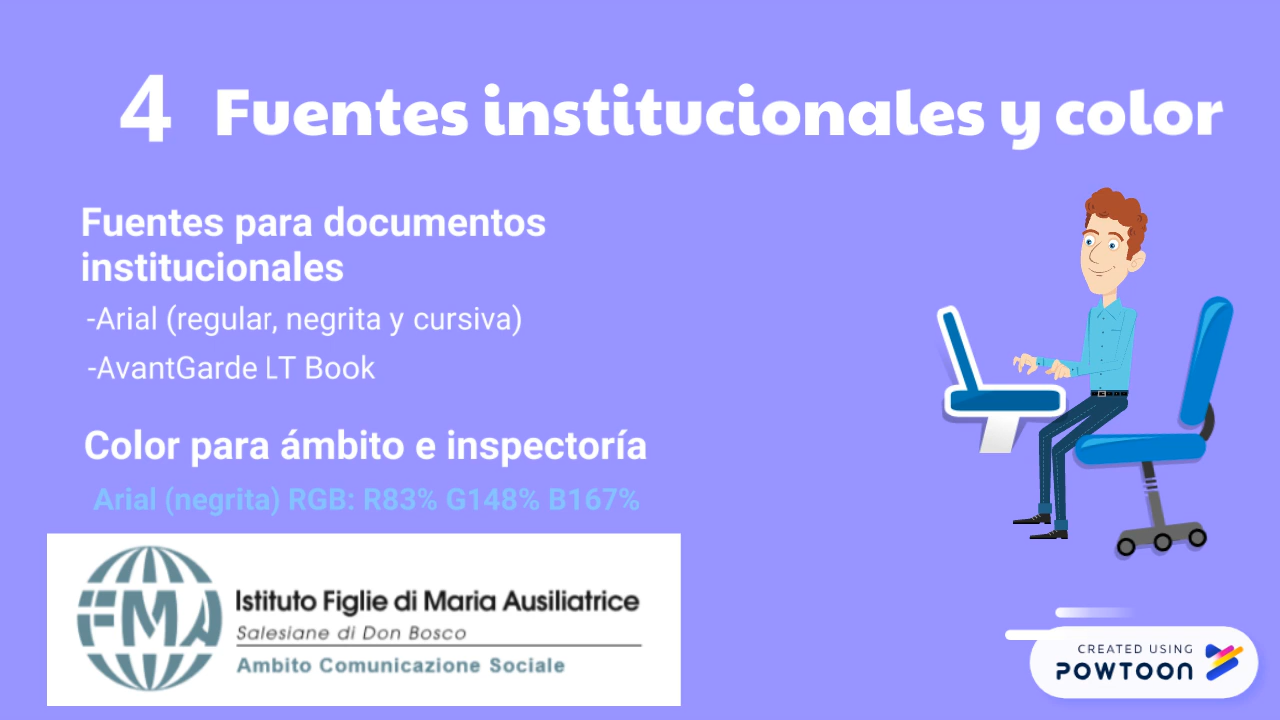 4 Fuentes institucionales y color
Fuentes para documentos
institucionales
-Arial (regular, negrita y cursiva)
-AvantGarde LT Book
Color para ámbito e inspectoría
Arial (negrita) RGB: R83% G148% B167%
FMA
Istituto Figlie di Maria Ausiliatrice
Salesiane di Don Bosco
Ambito Comunicazione Sociale
CREATED USING
POWTOON